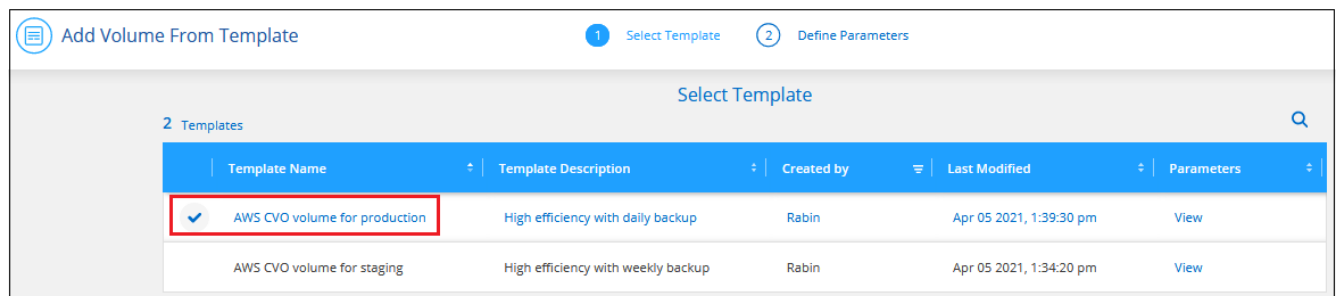 Add Volume From Template
1 Select Template 2 Define Parameters
Select Template
2 Templates
Template Name Template Description Created by Last Modified Parameters
AWS CVO volume for production High efficiency with daily backup Rabin Apr 05 2021, 1:39:30 pm View
AWS CVO volume for staging High efficiency with weekly backup Rabin Apr 05 2021, 1:34:20 pm View